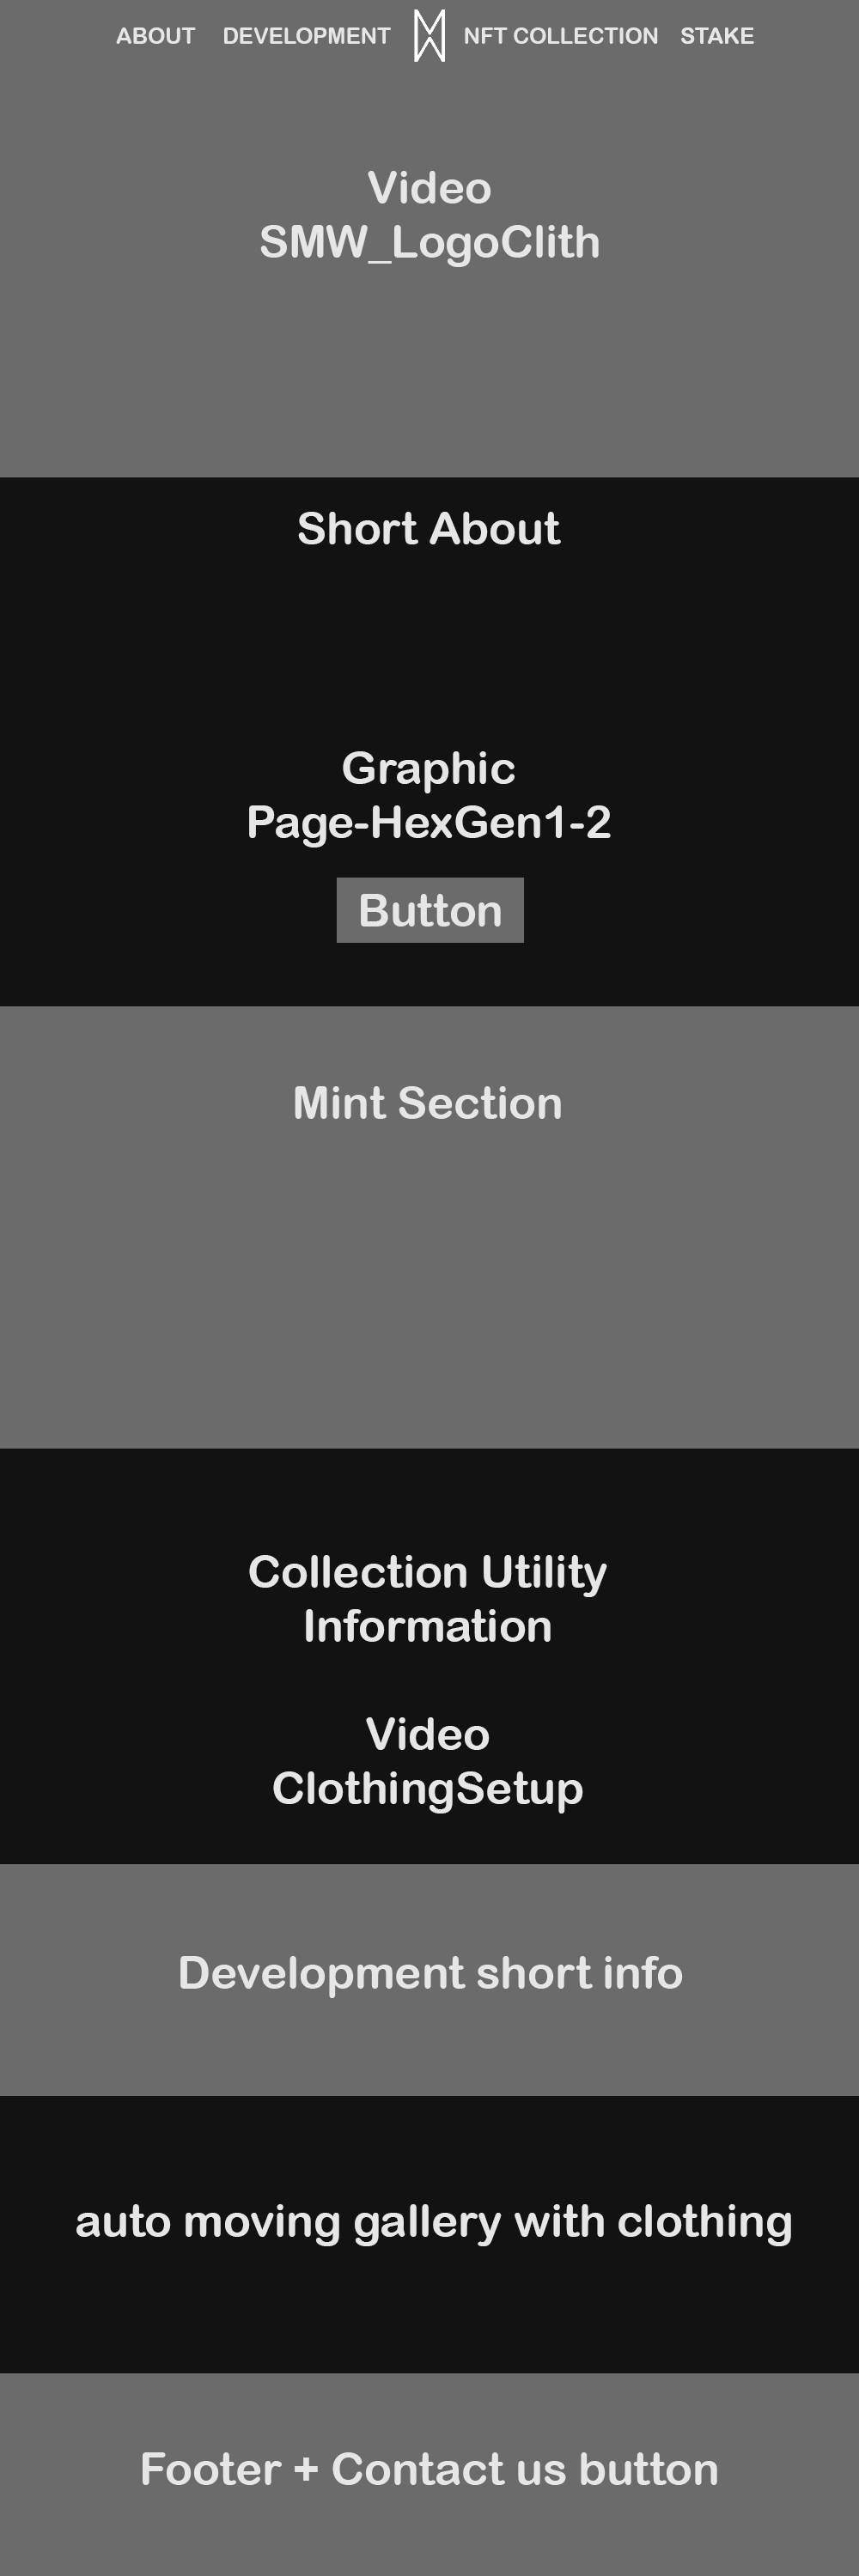 ABOUT DEVELOPMENT NFT COLLECTION STAKE
Video
SMW_LogoClith
Short About
Graphic
Page-HexGen1-2
Button
Mint Section
Collection Utility
Information
Video
ClothingSetup
Development short info
auto moving gallery with clothing
Footer + Contact us button